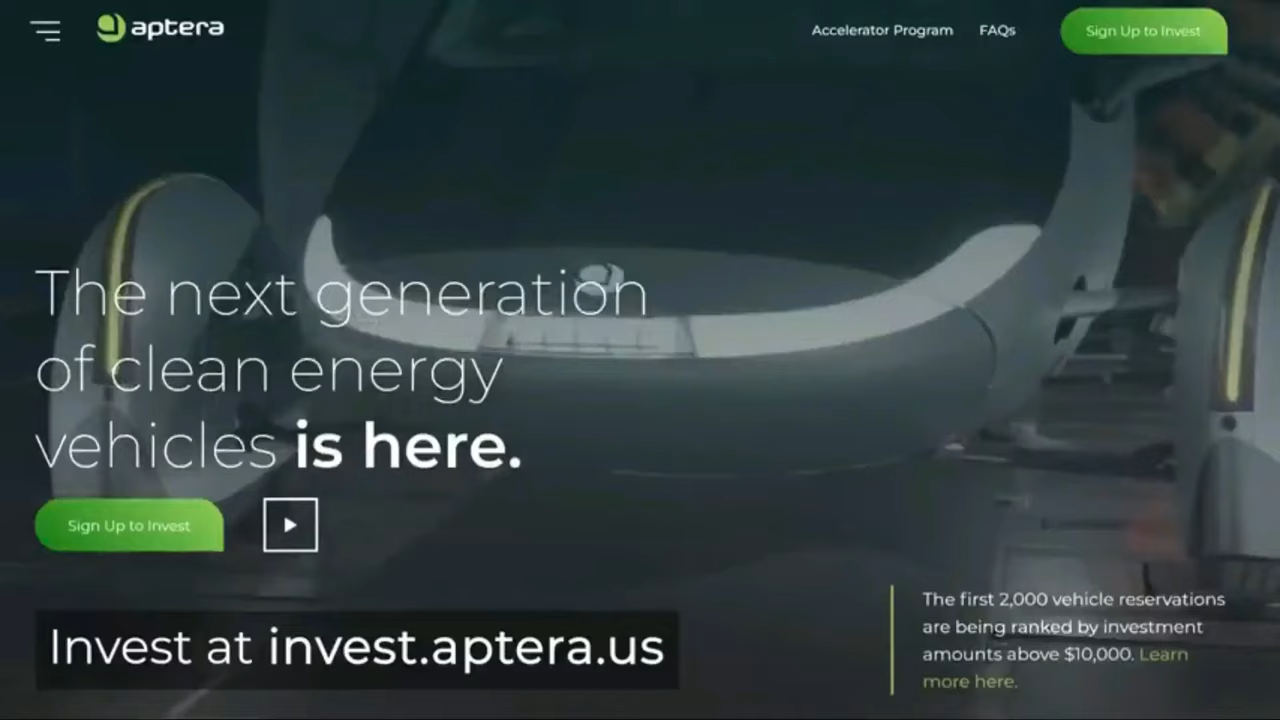 aptera
Accelerator Program
FAQs
Sign Up to Invest
The next generation
of clean energy
vehicles is here.
Sign Up to Invest
Invest at invest.aptera.us
The first 2,000 vehicle reservations
are being ranked by investment
amounts above $10,000. Learn
more here.